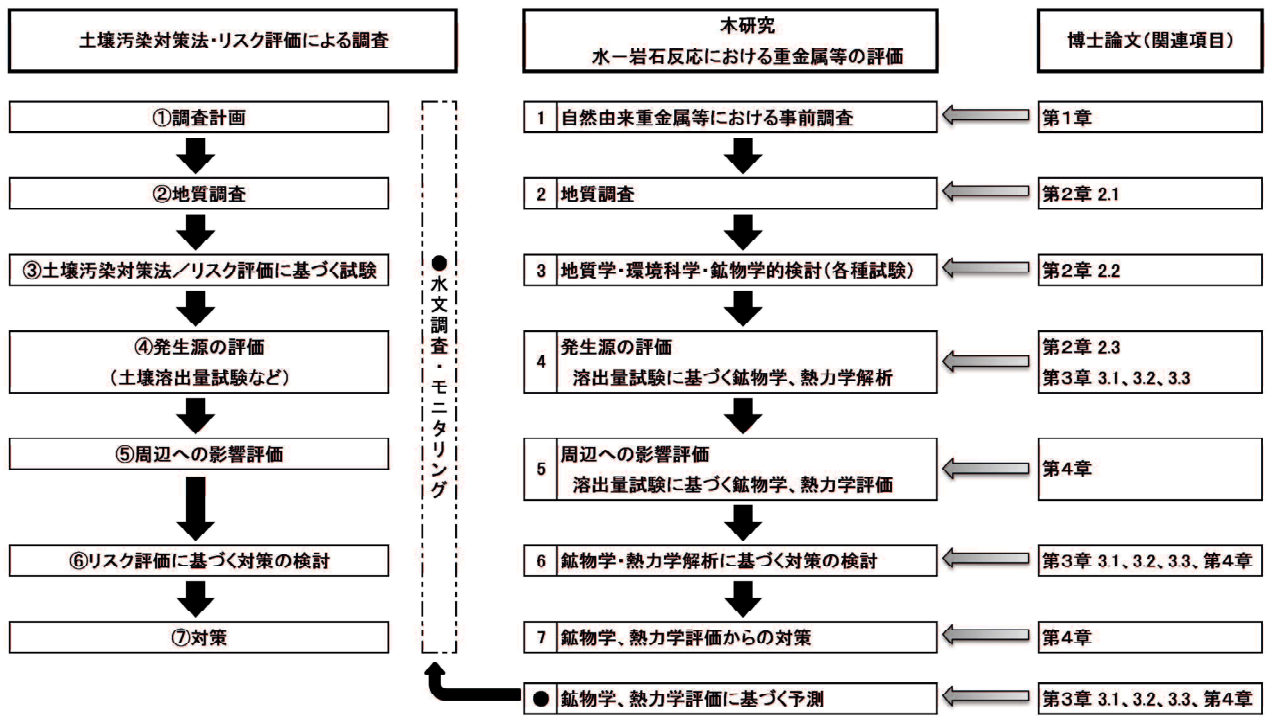 土壌汚染対策法・リスク評価による調査
①調査計画
②地質調査
③土壌汚染対策法／リスク評価に基づく試験
④発生源の評価
（土壌溶出量試験など）
⑤周辺への影響評価
⑥リスク評価に基づく対策の検討
⑦対策
●水文調査・モニタリング
木研究
水－岩石反応における重金属等の評価
1 自然由来重金属等における事前調査
2 地質調査
3 地質学・環境科学・鉱物学的検討（各種試験）
4 発生源の評価
溶出量試験に基づく鉱物学、熱力学解析
5 周辺への影響評価
溶出量試験に基づく鉱物学、熱力学評価
6 鉱物学・熱力学解析に基づく対策の検討
7 鉱物学、熱力学評価からの対策
● 鉱物学、熱力学評価に基づく予測
博士論文（関連項目）
第１章
第２章 2.1
第２章 2.2
第２章 2.3
第３章 3.1、3.2、3.3
第４章
第３章 3.1、3.2、3.3、第４章
第４章
第３章 3.1、3.2、3.3、第４章